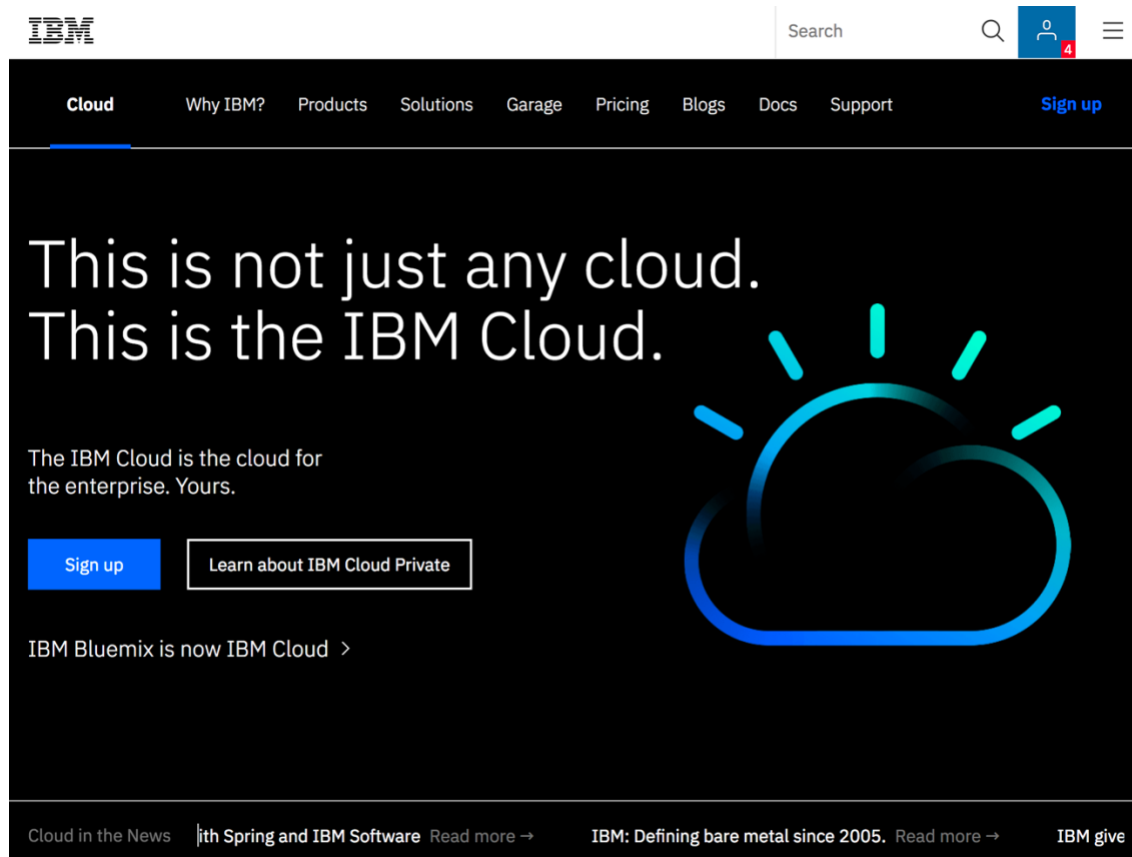 IBM
Search
4
Cloud Why IBM? Products Solutions Garage Pricing Blogs Docs Support Sign up
This is not just any cloud.
This is the IBM Cloud.
The IBM Cloud is the cloud for
the enterprise. Yours.
Sign up Learn about IBM Cloud Private
IBM Bluemix is now IBM Cloud >
Cloud in the News ith Spring and IBM Software Read more → IBM: Defining bare metal since 2005. Read more → IBM give